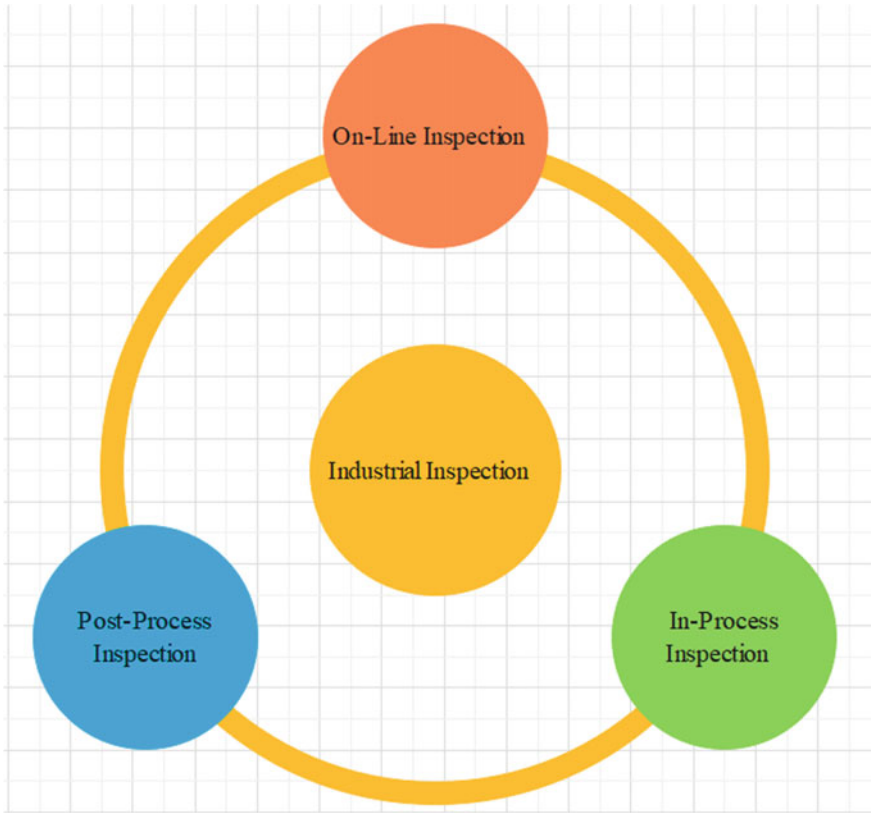 On-Line Inspection
Industrial Inspection
Post-Process
Inspection
In-Process
Inspection